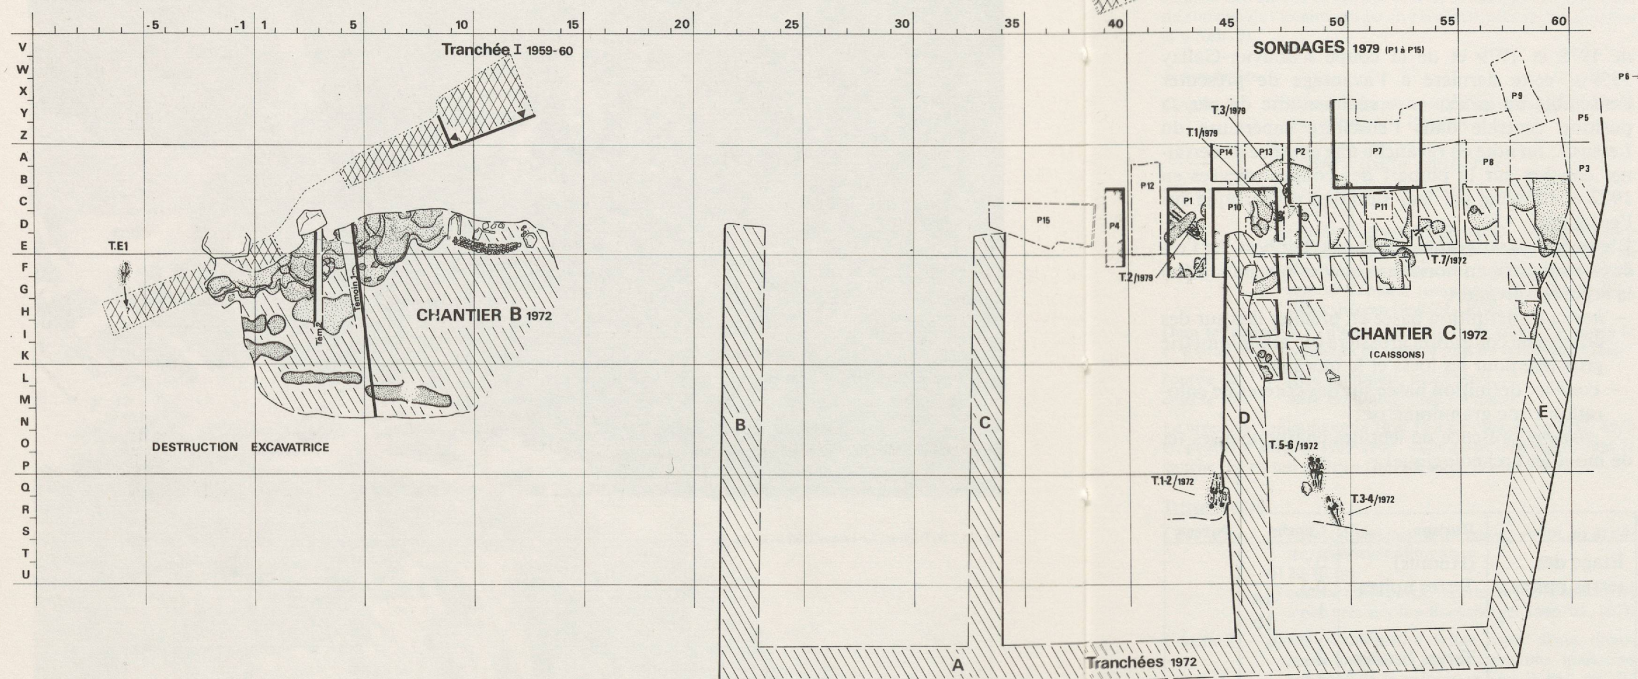 -5 -1 1 5 10 15 20 25 30 35 40 45 50 55 60
Tranchée I 1959-60
SONDAGES 1979 (P1 à P15)
V
W
X
Y
Z
A
B
C
D
E
F
G
H
I
K
L
M
N
O
P
Q
R
S
T
U
T.E1
Tém.2
Témoin 1
CHANTIER B 1972
DESTRUCTION EXCAVATRICE
P6
P9
P5
T.3/1979
T.1/1979
P14
P13
P2
P7
P8
P3
P12
P1
P10
P11
P15
P4
T.2/1979
T.7/1972
CHANTIER C 1972
(CAISSONS)
B
C
D
E
T.5-6/1972
T.1-2/1972
T.3-4/1972
A
Tranchées 1972